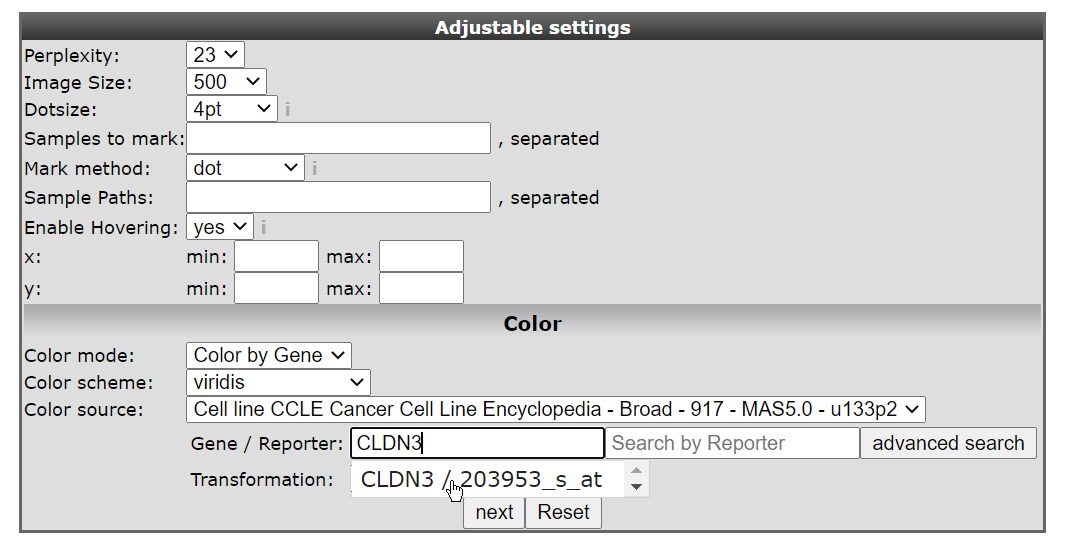 Adjustable settings
Perplexity: 23
Image Size: 500
Dotsize: 4pt i
Samples to mark: , separated
Mark method: dot i
Sample Paths: , separated
Enable Hovering: yes i
x: min: max:
y: min: max:
Color
Color mode: Color by Gene
Color scheme: viridis
Color source: Cell line CCLE Cancer Cell Line Encyclopedia - Broad - 917 - MAS5.0 - u133p2
Gene / Reporter: CLDN3 Search by Reporter advanced search
Transformation: CLDN3 / 203953_s_at
next Reset